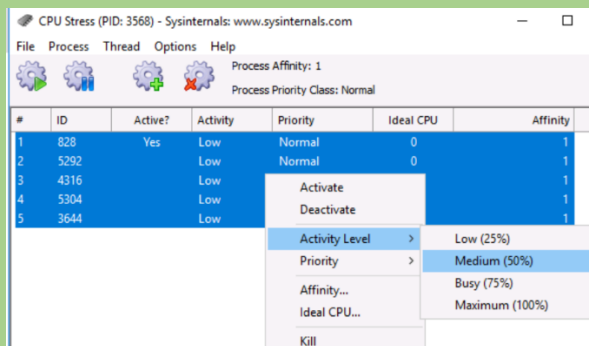 CPU Stress (PID: 3568) - Sysinternals: www.sysinternals.com
File Process Thread Options Help
Process Affinity: 1
Process Priority Class: Normal
# ID Active? Activity Priority Ideal CPU Affinity
1 828 Yes Low Normal 0 1
2 5292 Low Normal 0 1
3 4316 Low 1
4 5304 Low 1
5 3644 Low 1
Activate
Deactivate
Activity Level >
Priority >
Affinity...
Ideal CPU...
Kill
Low (25%)
Medium (50%)
Busy (75%)
Maximum (100%)